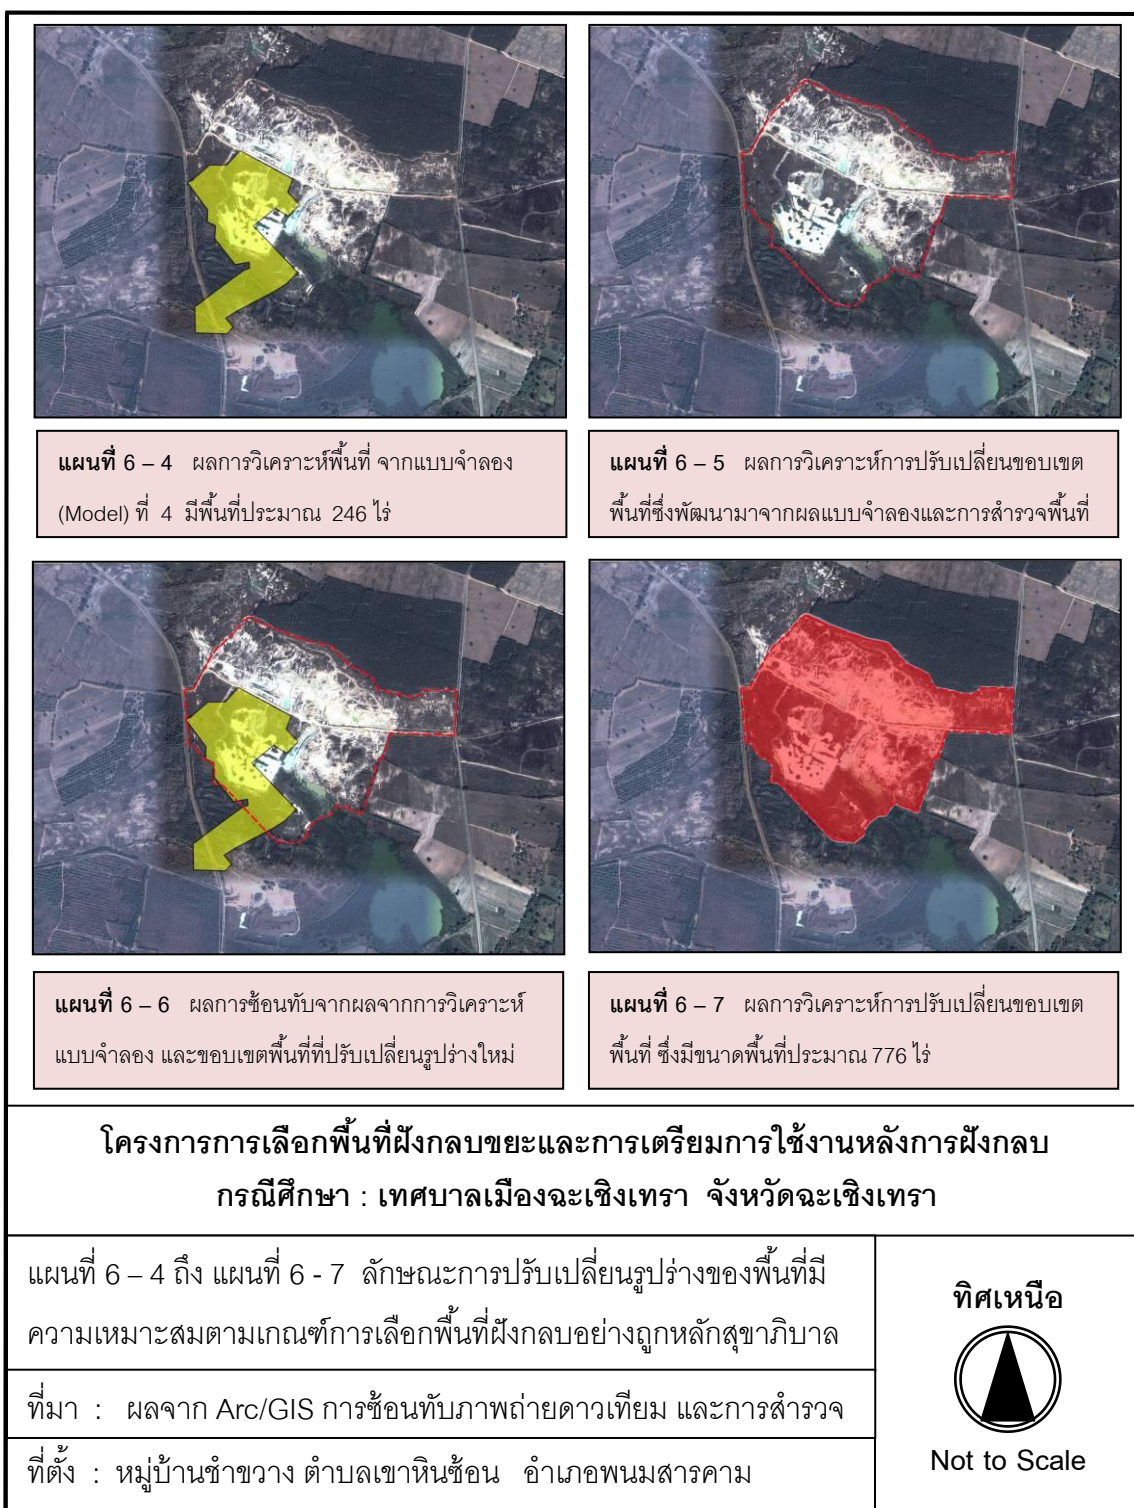 แผนที่ 6 – 4 ผลการวิเคราะห์พื้นที่ จากแบบจำลอง
(Model) ที่ 4 มีพื้นที่ประมาณ 246 ไร่
แผนที่ 6 – 5 ผลการวิเคราะห์การปรับเปลี่ยนขอบเขต
พื้นที่ซึ่งพัฒนามาจากผลแบบจำลองและการสำรวจพื้นที่
แผนที่ 6 – 6 ผลการซ้อนทับจากผลจากการวิเคราะห์
แบบจำลอง และขอบเขตพื้นที่ที่ปรับเปลี่ยนรูปร่างใหม่
แผนที่ 6 – 7 ผลการวิเคราะห์การปรับเปลี่ยนขอบเขต
พื้นที่ ซึ่งมีขนาดพื้นที่ประมาณ 776 ไร่
โครงการการเลือกพื้นที่ฝังกลบขยะและการเตรียมการใช้งานหลังการฝังกลบ
กรณีศึกษา : เทศบาลเมืองฉะเชิงเทรา จังหวัดฉะเชิงเทรา
แผนที่ 6 – 4 ถึง แผนที่ 6 - 7 ลักษณะการปรับเปลี่ยนรูปร่างของพื้นที่มี
ความเหมาะสมตามเกณฑ์การเลือกพื้นที่ฝังกลบอย่างถูกหลักสุขาภิบาล
ที่มา : ผลจาก Arc/GIS การซ้อนทับภาพถ่ายดาวเทียม และการสำรวจ
ที่ตั้ง : หมู่บ้านชำขวาง ตำบลเขาหินซ้อน อำเภอพนมสารคาม
ทิศเหนือ
Not to Scale